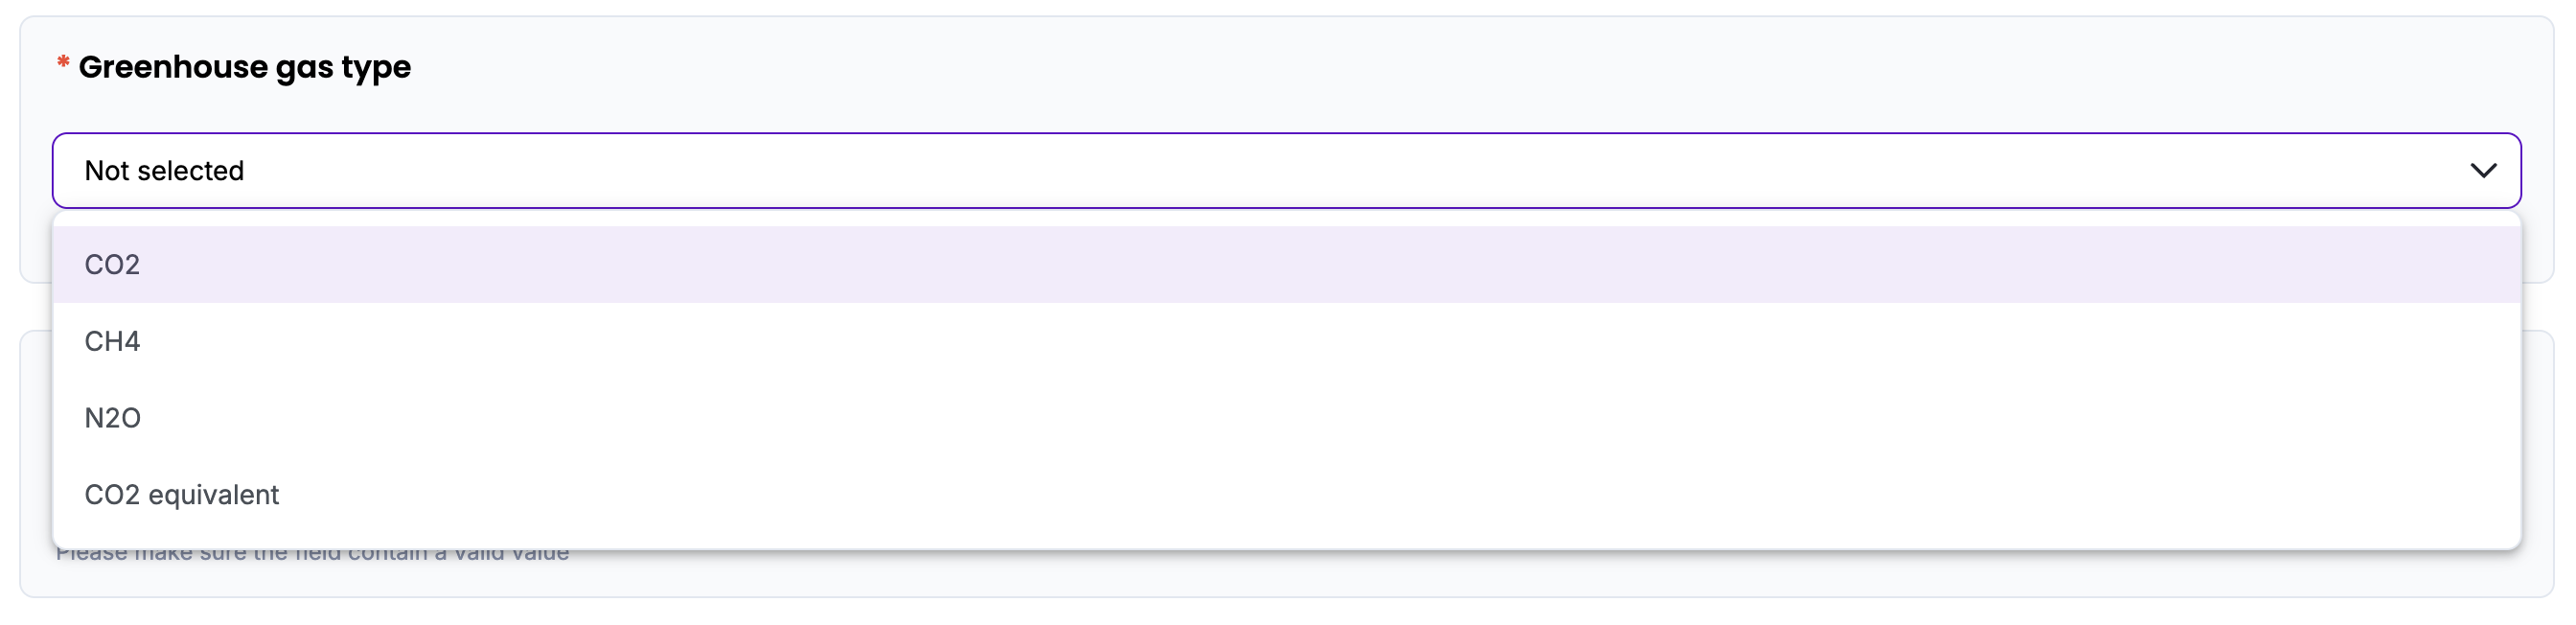 * Greenhouse gas type
Not selected
CO2
CH4
N2O
CO2 equivalent
Please make sure the field contain a valid value